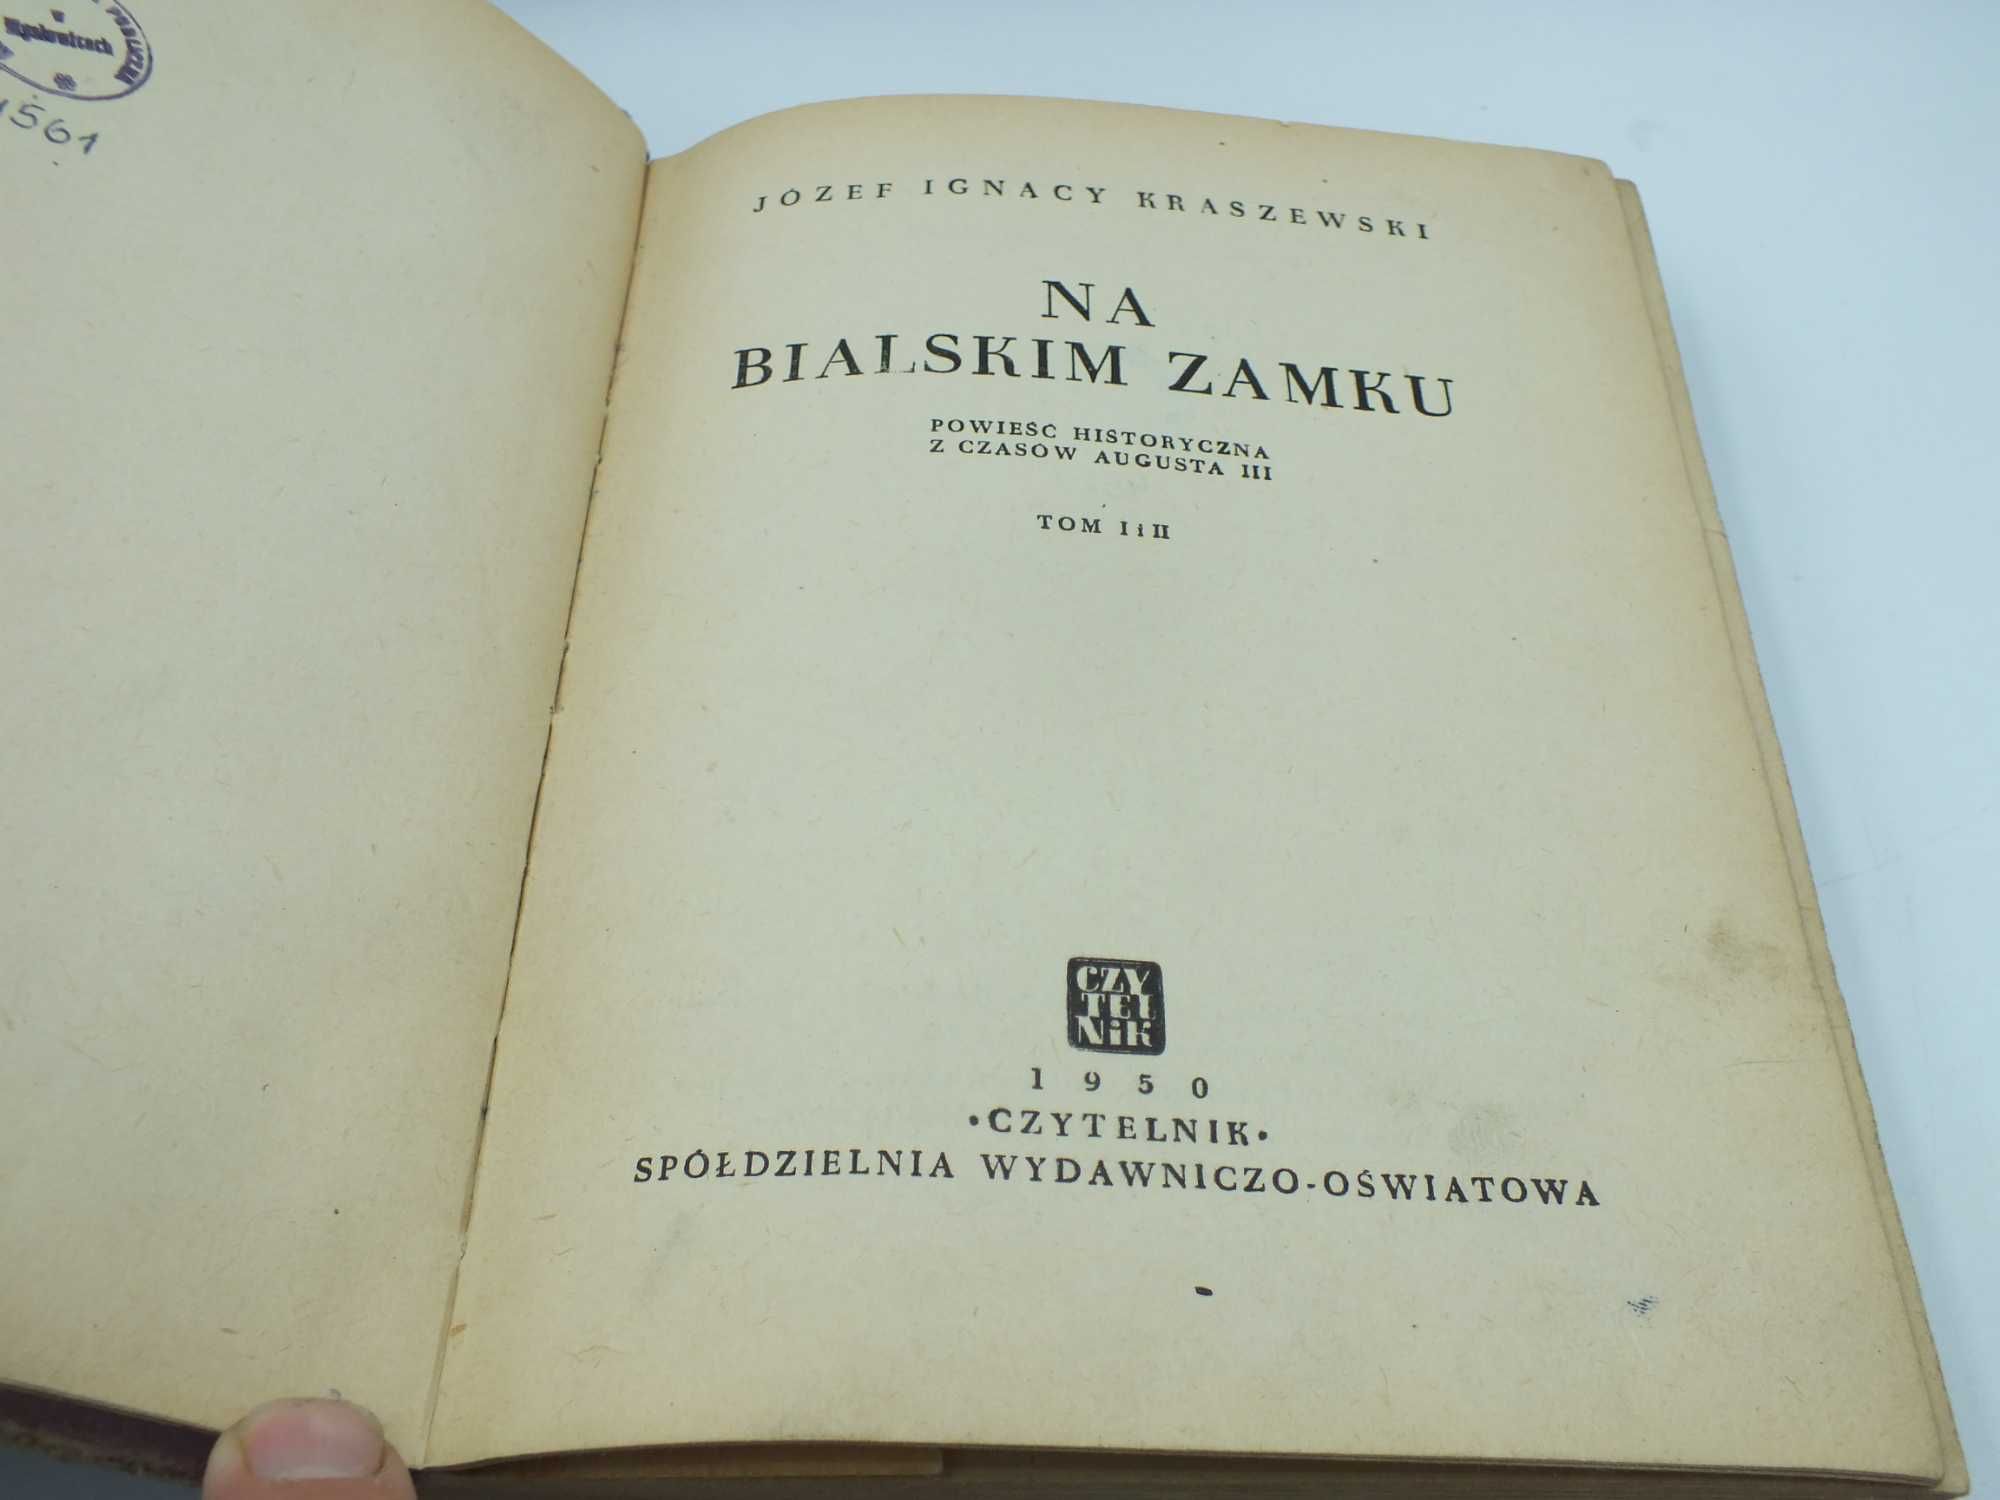 w
1561
JÓZEF IGNACY KRASZEWSKI
NA
BIALSKIM ZAMKU
POWIEŚĆ HISTORYCZNA
Z CZASÓW AUGUSTA III
TOM I i II
CZY
TEL
NiK
1950
•CZYTELNIK•
SPÓŁDZIELNIA WYDAWNICZO-OŚWIATOWA